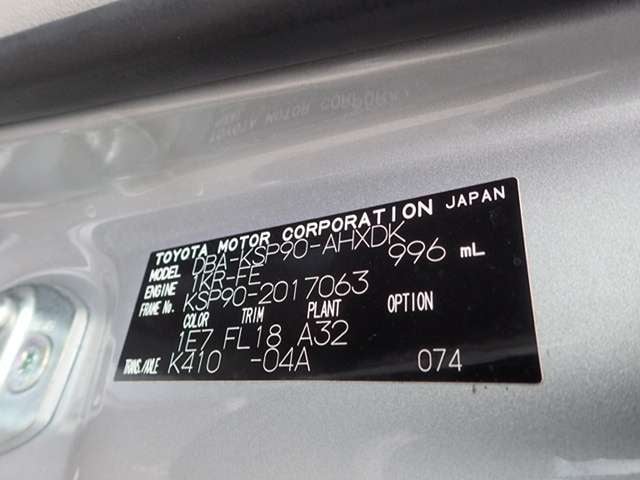 TOYOTA MOTOR CORPORATION JAPAN
MODEL DBA-KSP90-AHXDK
ENGINE 1KR-FE 996 mL
FRAME No. KSP90-2017063
COLOR TRIM PLANT OPTION
1E7 FL18 A32
TRANS./AXLE K410 -04A 074